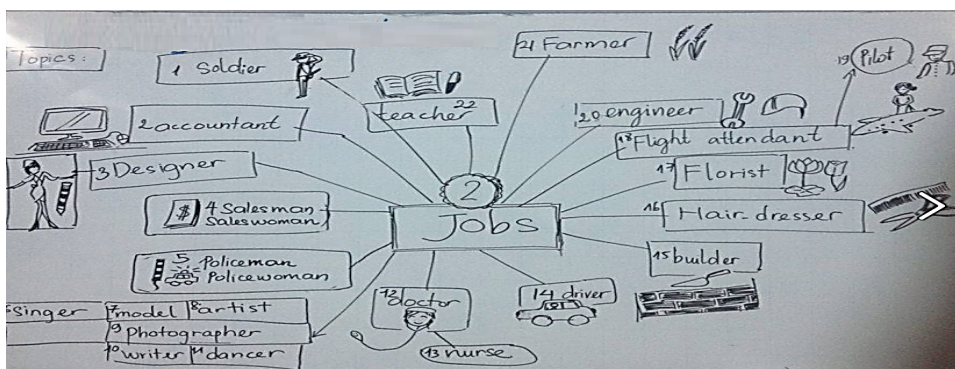 Topics:
2
Jobs
1 Soldier
2 accountant
3 Designer
$
4 Salesman
Saleswoman
5 Policeman
Policewoman
Singer
7 model
8 artist
9 Photographer
10 writer
11 dancer
12 doctor
13 nurse
14 driver
15 builder
16 Hair-dresser
17 Florist
18 Flight attendant
19 Pilot
20 engineer
21 Farmer
teacher 22